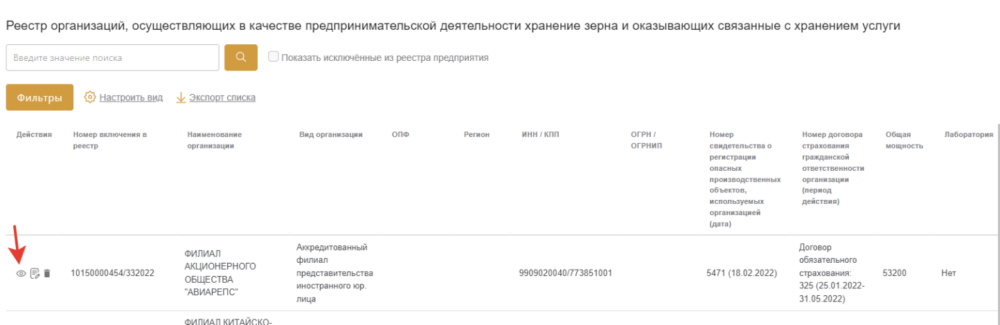 Реестр организаций, осуществляющих в качестве предпринимательской деятельности хранение зерна и оказывающих связанные с хранением услуги
Введите значение поиска
Показать исключённые из реестра предприятия
Фильтры
Настроить вид
Экспорт списка
Действия
Номер включения в
реестр
Наименование
организации
Вид организации
ОПФ
Регион
ИНН / КПП
ОГРН /
ОГРНИП
Номер
свидетельства о
регистрации
опасных
производственных
объектов,
используемых
организацией
(дата)
Номер договора
страхования
гражданской
ответственности
организации
(период
действия)
Общая
мощность
Лаборатория
10150000454/332022
ФИЛИАЛ
АКЦИОНЕРНОГО
ОБЩЕСТВА
"АВИАРЕПС"
Аккредитованный
филиал
представительства
иностранного юр.
лица
9909020040/773851001
5471 (18.02.2022)
Договор
обязательного
страхования:
325 (25.01.2022-
31.05.2022)
53200
Нет
ФИЛИАЛ КИТАЙСКО-